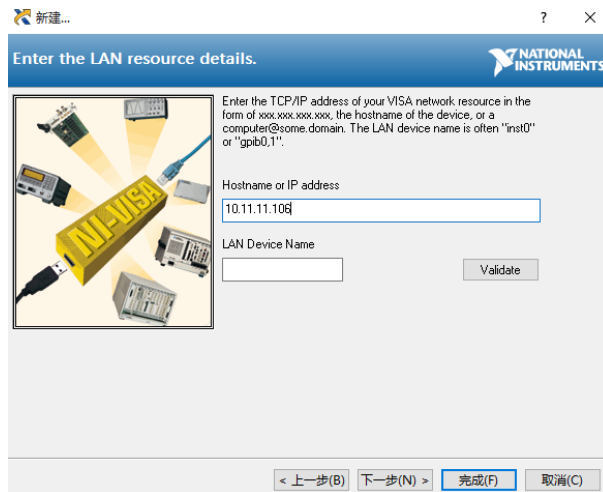 新建...
?
Enter the LAN resource details.
NATIONAL
INSTRUMENTS
Enter the TCP/IP address of your VISA network resource in the
form of xxx.xxx.xxx.xxx, the hostname of the device, or a
computer@some.domain. The LAN device name is often "inst0"
or "gpib0,1".
Hostname or IP address
10.11.11.106
LAN Device Name
Validate
NI-VISA
< 上一步(B) 下一步(N) > 完成(F) 取消(C)